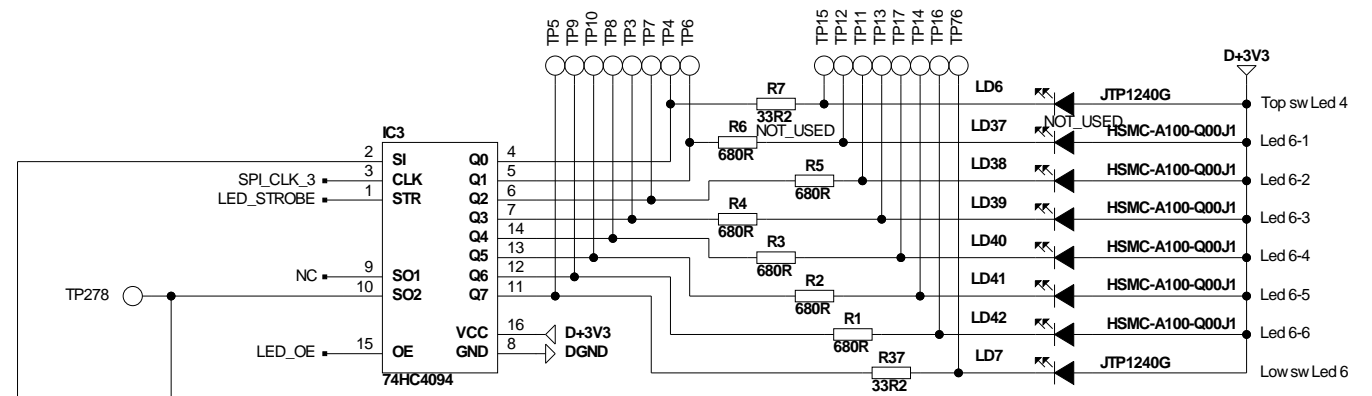 TP5 TP9 TP10 TP8 TP3 TP7 TP4 TP6 TP15 TP12 TP11 TP13 TP17 TP14 TP16 TP76
D+3V3
R7 LD6 JTP1240G Top sw Led 4
33R2
IC3 R6 NOT_USED LD37 NOT_USED
2 SI Q0 4 680R HSMC-A100-Q00J1 Led 6-1
SPI_CLK_3 3 CLK Q1 5 R5 LD38
LED_STROBE 1 STR Q2 6 680R HSMC-A100-Q00J1 Led 6-2
Q3 7 R4 LD39
680R HSMC-A100-Q00J1 Led 6-3
Q4 14 R3 LD40
Q5 13 680R HSMC-A100-Q00J1 Led 6-4
NC 9 SO1 Q6 12 R2 LD41
TP278 10 SO2 Q7 11 680R HSMC-A100-Q00J1 Led 6-5
VCC 16 D+3V3 R1 LD42
680R HSMC-A100-Q00J1 Led 6-6
LED_OE 15 OE GND 8 DGND R37 LD7 JTP1240G
74HC4094 33R2 Low sw Led 6